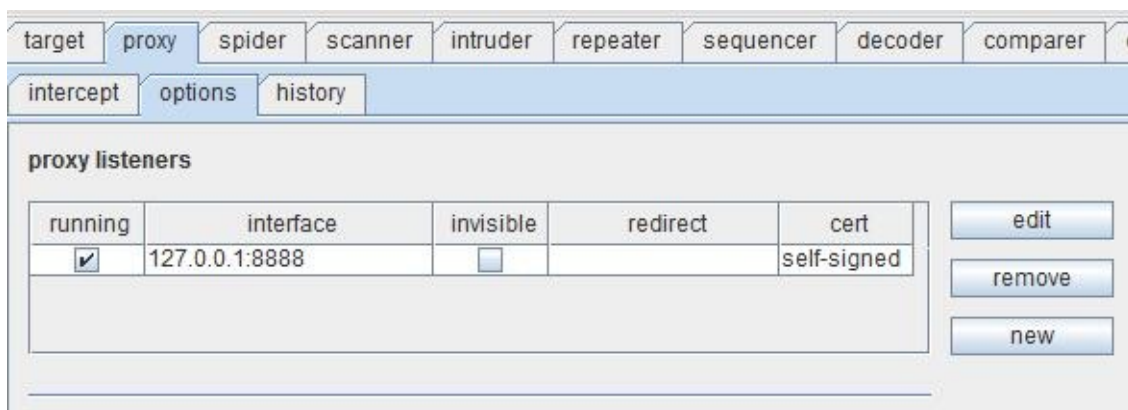 target proxy spider scanner intruder repeater sequencer decoder comparer
intercept options history
proxy listeners
running interface invisible redirect cert
127.0.0.1:8888 self-signed
edit
remove
new